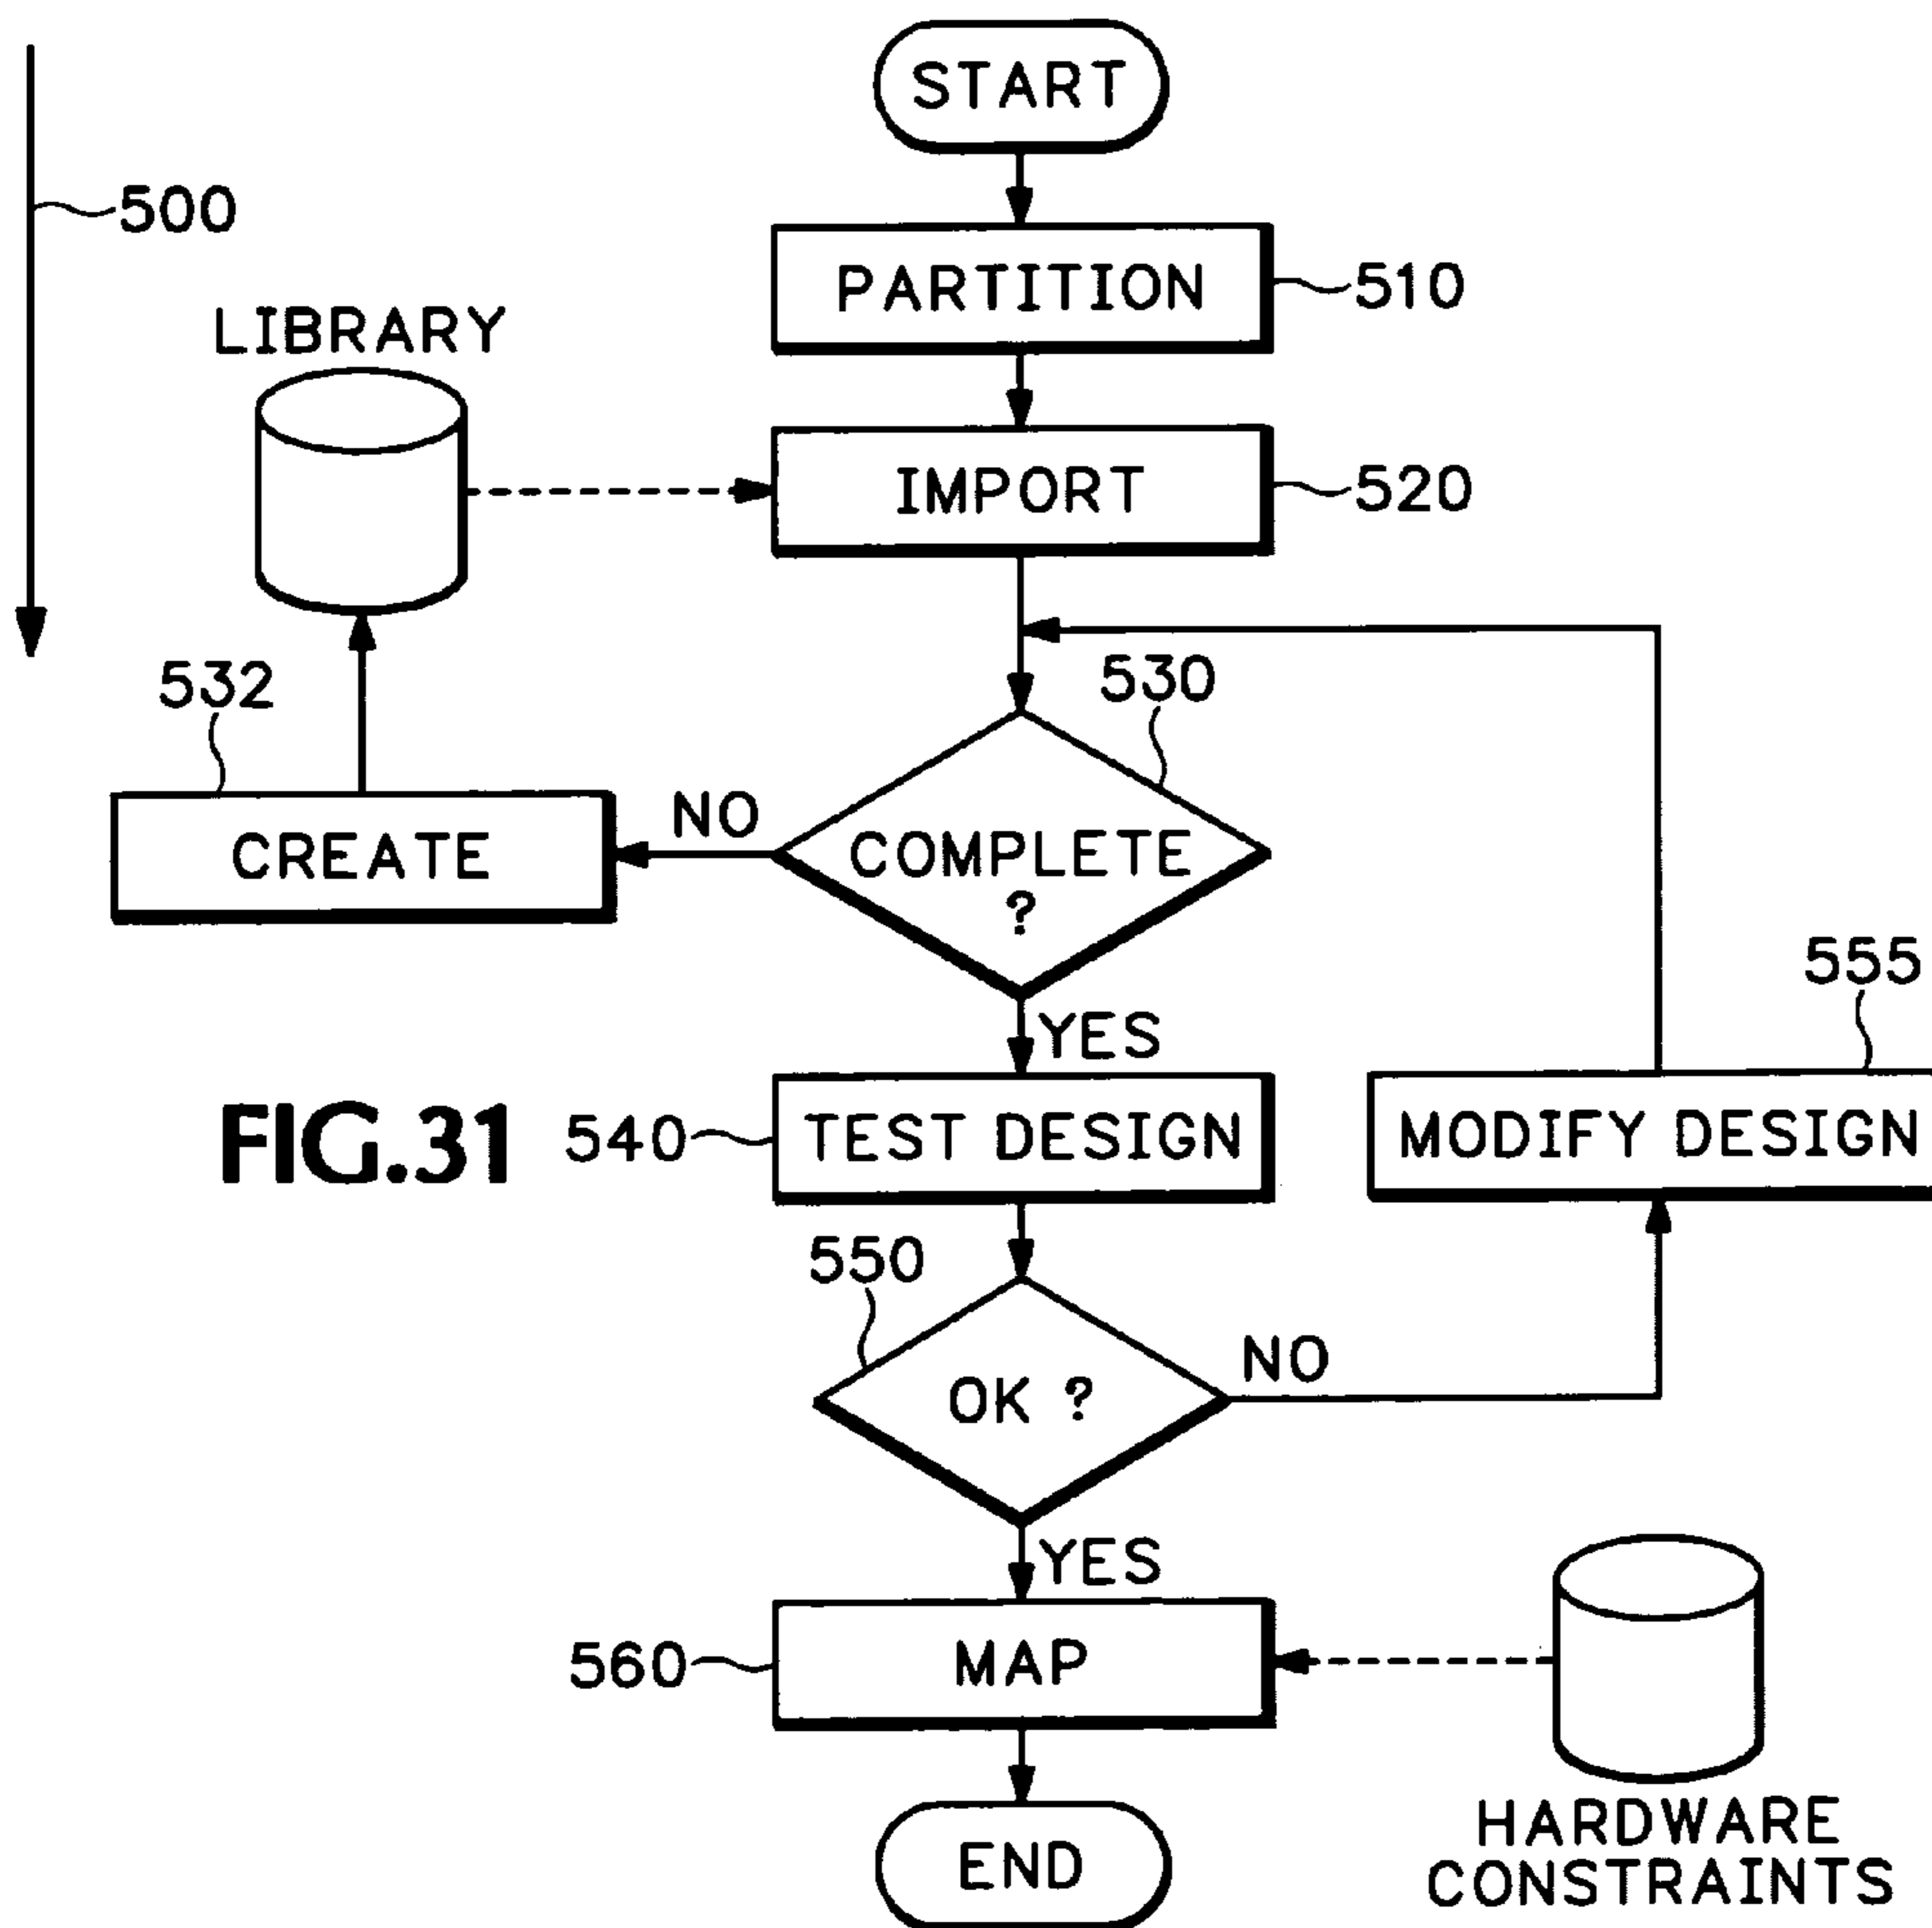 START
500
PARTITION
510
LIBRARY
IMPORT
520
532
530
NO
CREATE
COMPLETE
?
555
YES
FIG.31
540
TEST DESIGN
MODIFY DESIGN
550
NO
OK ?
YES
560
MAP
HARDWARE
CONSTRAINTS
END